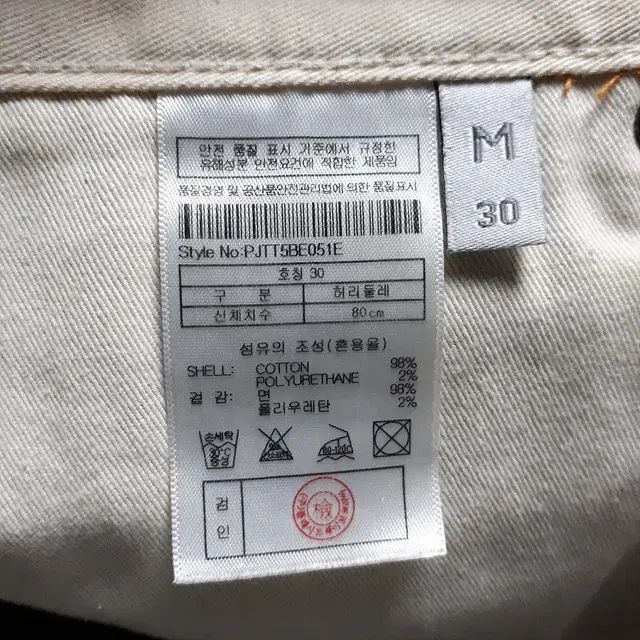 안전 품질 표시 기준에서 규정한
유해성분 안전요건에 적합한 제품임
품질경영 및 공산품안전관리법에 의한 품질표시
Style No:PJTT5BE051E
호칭 30
구 분 허리둘레
신체치수 80cm
섬유의 조성(혼용율)
SHELL: COTTON 98%
POLYURETHANE 2%
겉 감: 면 98%
폴리우레탄 2%
손세탁
30°C
중성
80-120°C
검
인
檢
M
30